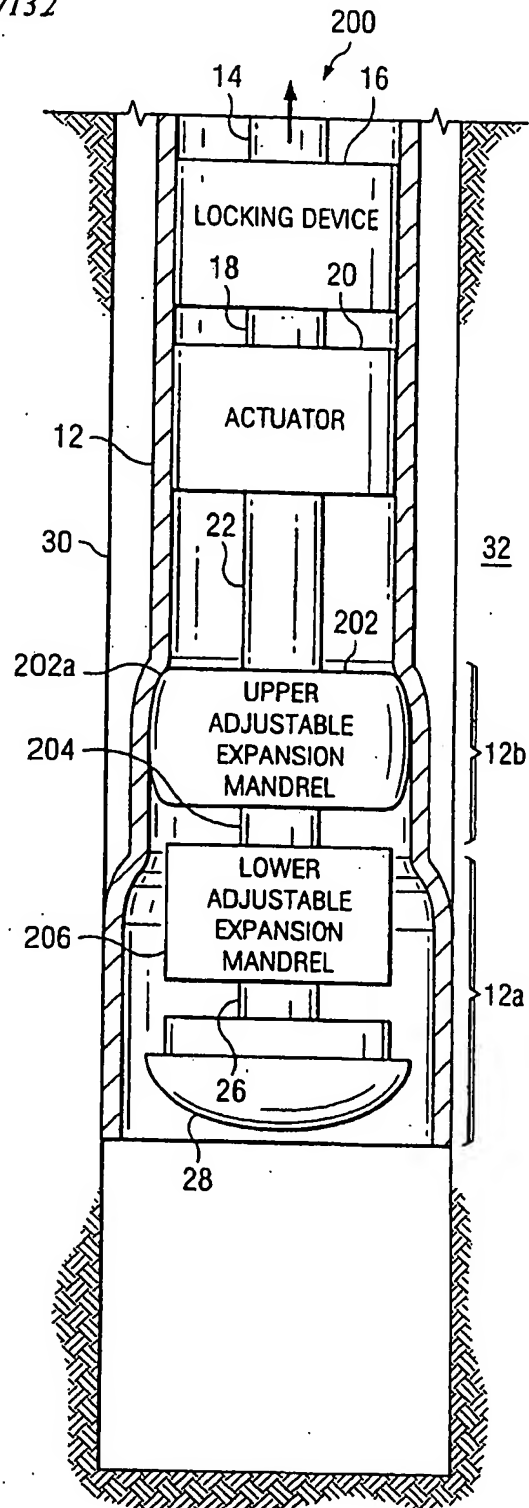 200
14
16
LOCKING DEVICE
18
20
ACTUATOR
12
22
30
32
202a
202
UPPER
ADJUSTABLE
EXPANSION
MANDREL
12b
204
LOWER
ADJUSTABLE
EXPANSION
MANDREL
206
12a
26
28